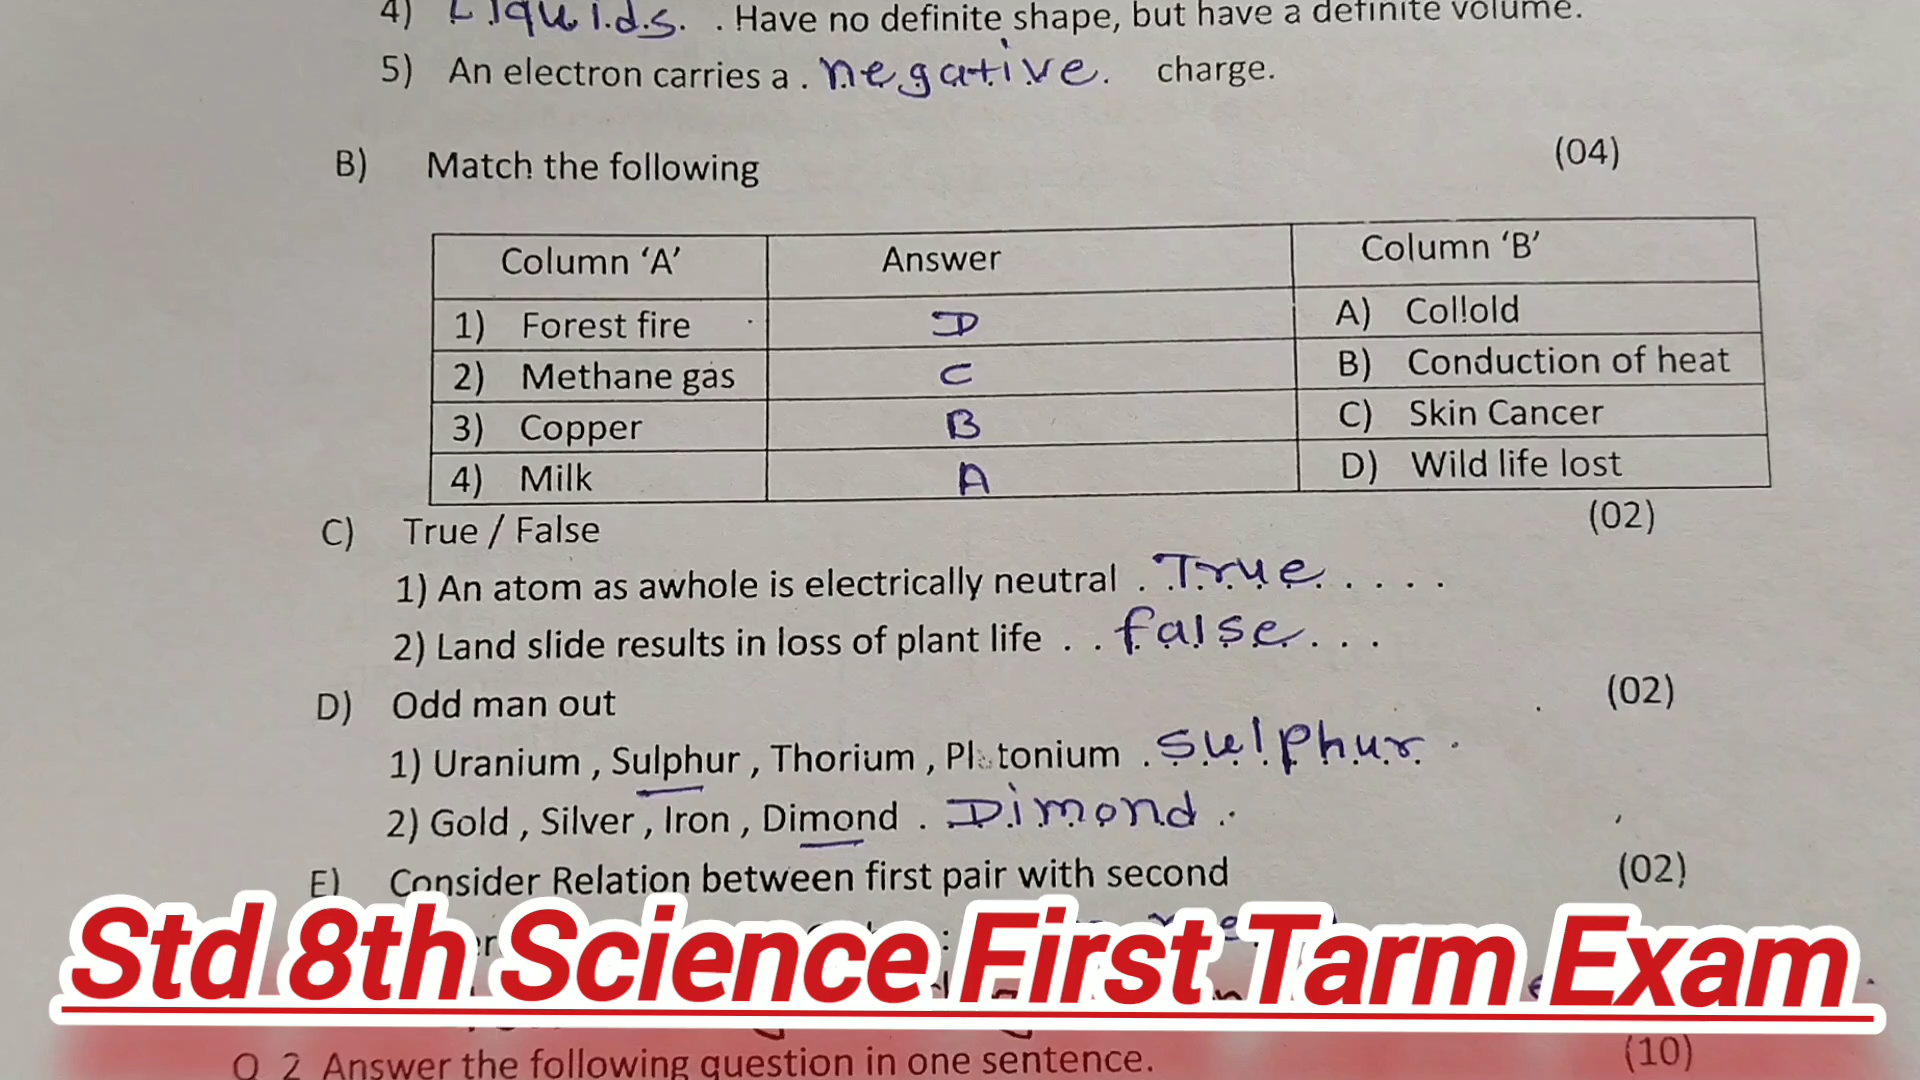 4) Liquids. . Have no definite shape, but have a definite volume.
5) An electron carries a . negative. charge.
B) Match the following (04)
Column ‘A’ Answer Column ‘B’
1) Forest fire D A) Col!old
2) Methane gas C B) Conduction of heat
3) Copper B C) Skin Cancer
4) Milk A D) Wild life lost
C) True / False (02)
1) An atom as awhole is electrically neutral . True. . . . .
2) Land slide results in loss of plant life . . false. . . .
D) Odd man out (02)
1) Uranium , Sulphur , Thorium , Pl tonium . Sulphur .
2) Gold , Silver , Iron , Dimond . Dimond . .
E) Consider Relation between first pair with second (02)
Std 8th Science First Tarm Exam
Q 2 Answer the following question in one sentence. (10)